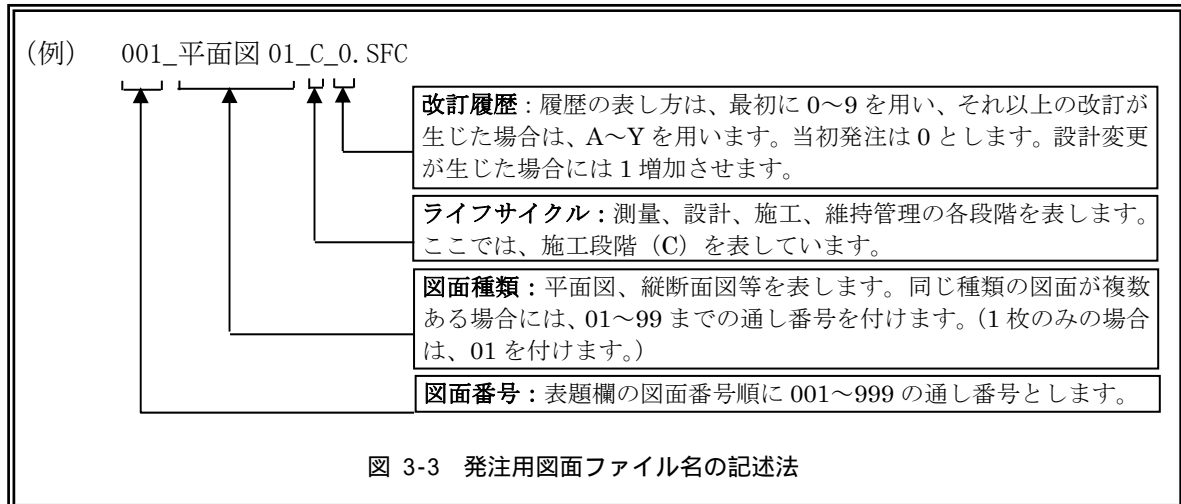 (例) 001_平面図 01_C_0.SFC
改訂履歴：履歴の表し方は、最初に 0～9 を用い、それ以上の改訂が
生じた場合は、A～Y を用います。当初発注は 0 とします。設計変更
が生じた場合には 1 増加させます。
ライフサイクル：測量、設計、施工、維持管理の各段階を表します。
ここでは、施工段階（C）を表しています。
図面種類：平面図、縦断面図等を表します。同じ種類の図面が複数
ある場合には、01～99 までの通し番号を付けます。（1 枚のみの場合
は、01 を付けます。）
図面番号：表題欄の図面番号順に 001～999 の通し番号とします。
図 3-3 発注用図面ファイル名の記述法